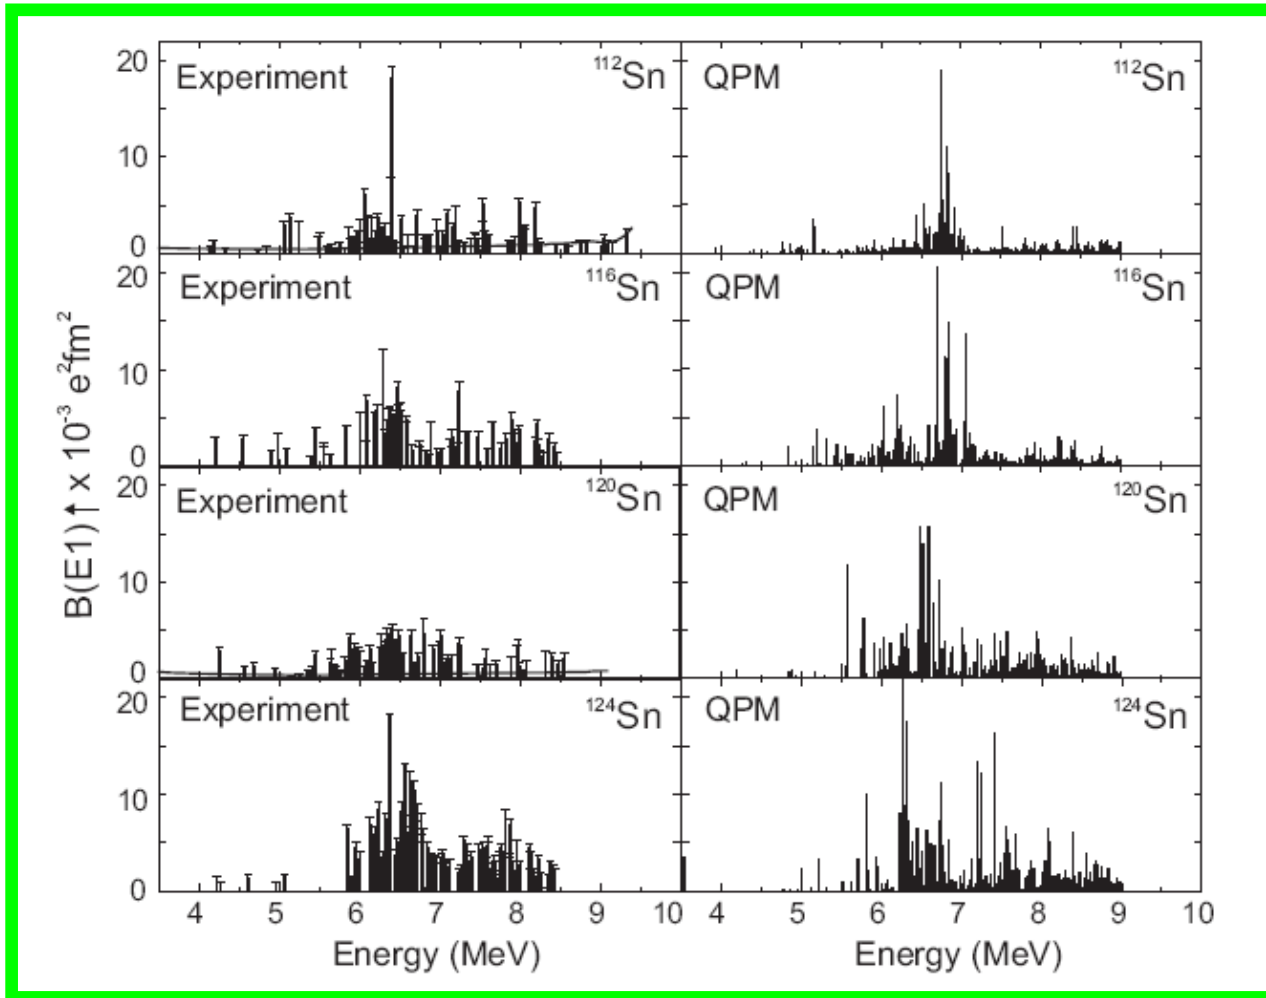 20
Experiment
¹¹²Sn
QPM
¹¹²Sn
10
0
20
Experiment
¹¹⁶Sn
QPM
¹¹⁶Sn
10
0
20
Experiment
¹²⁰Sn
QPM
¹²⁰Sn
10
0
20
Experiment
¹²⁴Sn
QPM
¹²⁴Sn
10
0
B(E1)↑ x 10⁻³ e²fm²
4 5 6 7 8 9 10
4 5 6 7 8 9 10
Energy (MeV)
Energy (MeV)